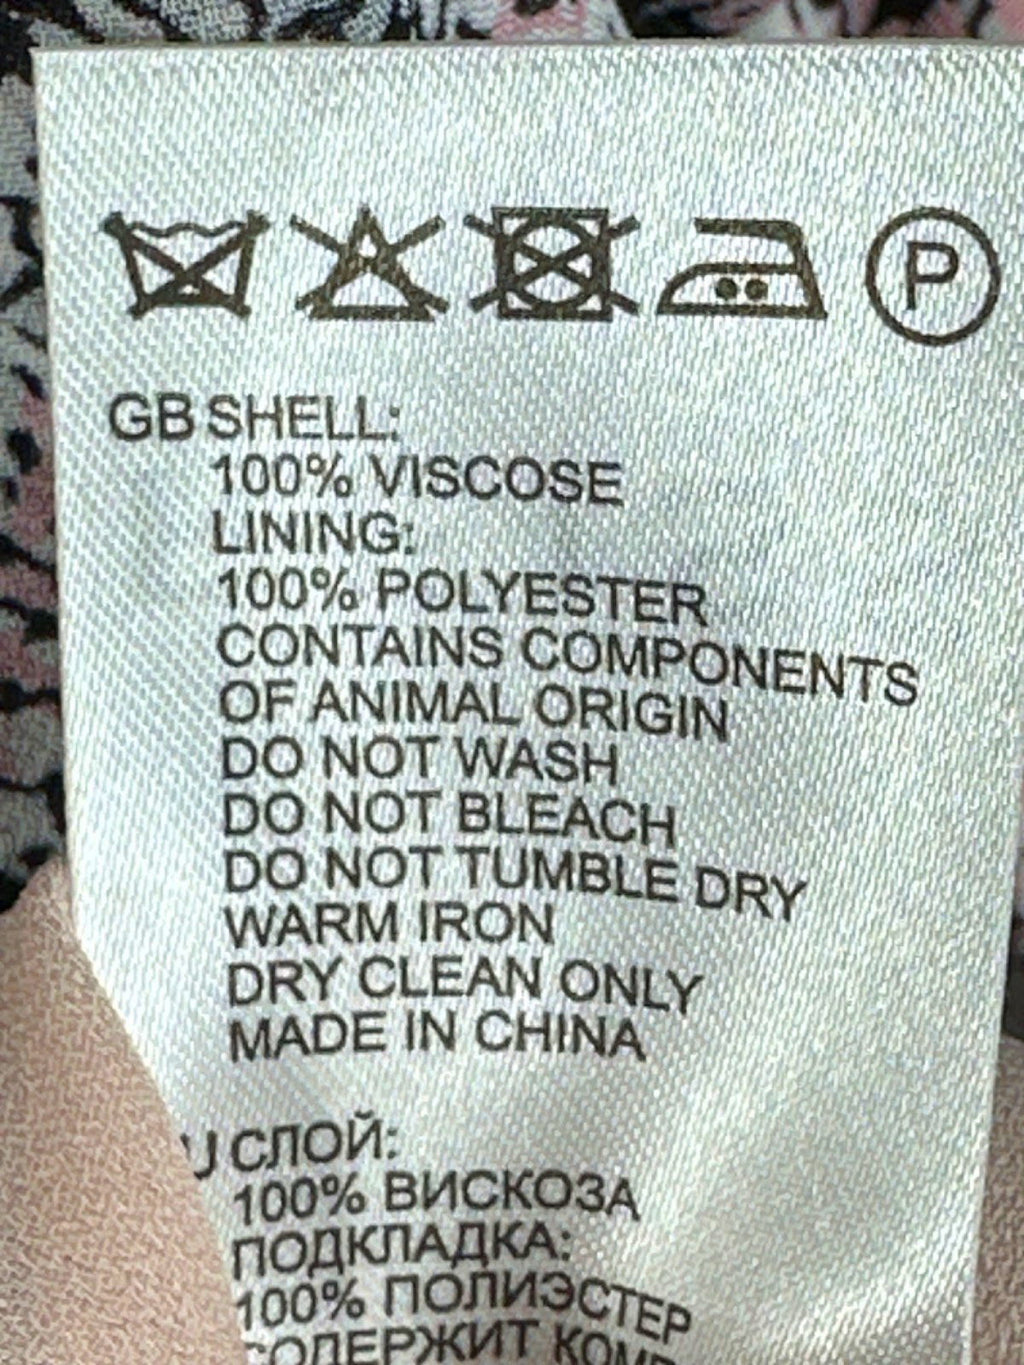 P
GB SHELL:
100% VISCOSE
LINING:
100% POLYESTER
CONTAINS COMPONENTS
OF ANIMAL ORIGIN
DO NOT WASH
DO NOT BLEACH
DO NOT TUMBLE DRY
WARM IRON
DRY CLEAN ONLY
MADE IN CHINA
U СЛОЙ:
100% ВИСКОЗА
ПОДКЛАДКА:
100% ПОЛИЭСТЕР
СОДЕРЖИТ